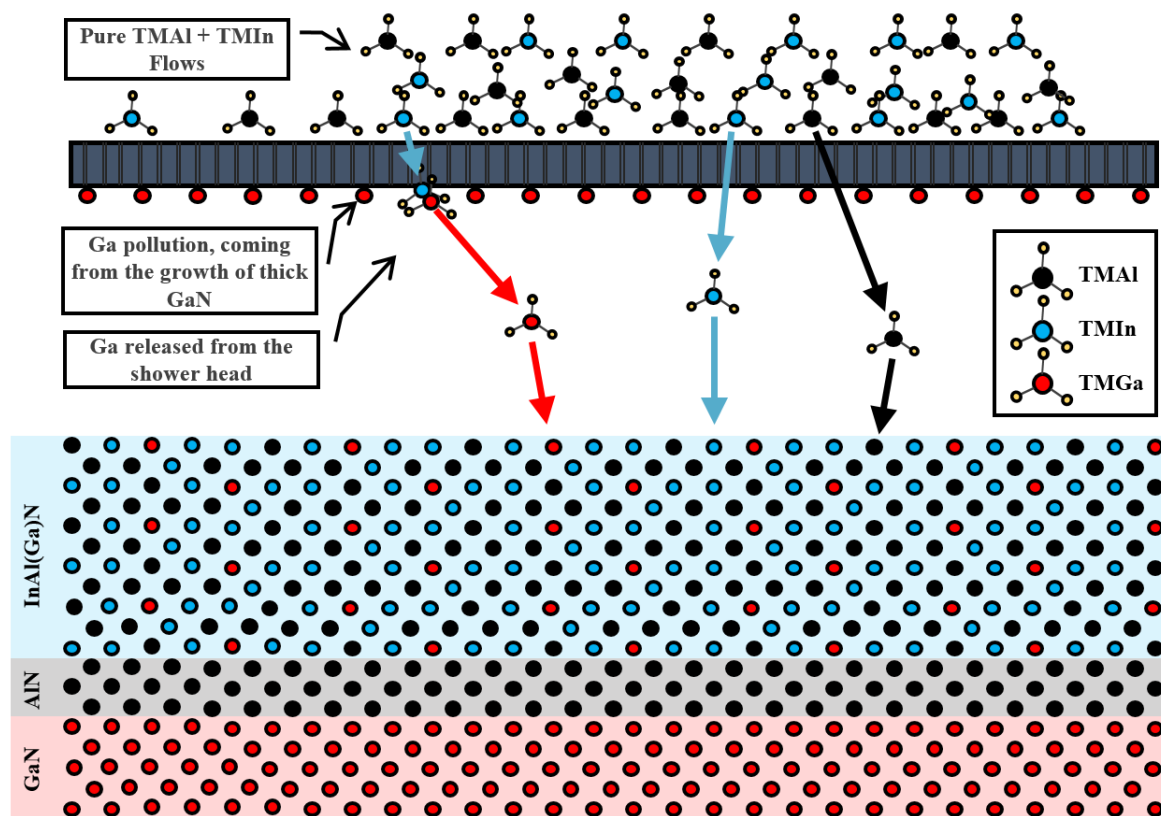 Pure TMAl + TMIn
Flows
Ga pollution, coming
from the growth of thick
GaN
Ga released from the
shower head
TMAl
TMIn
TMGa
InAl(Ga)N
AlN
GaN